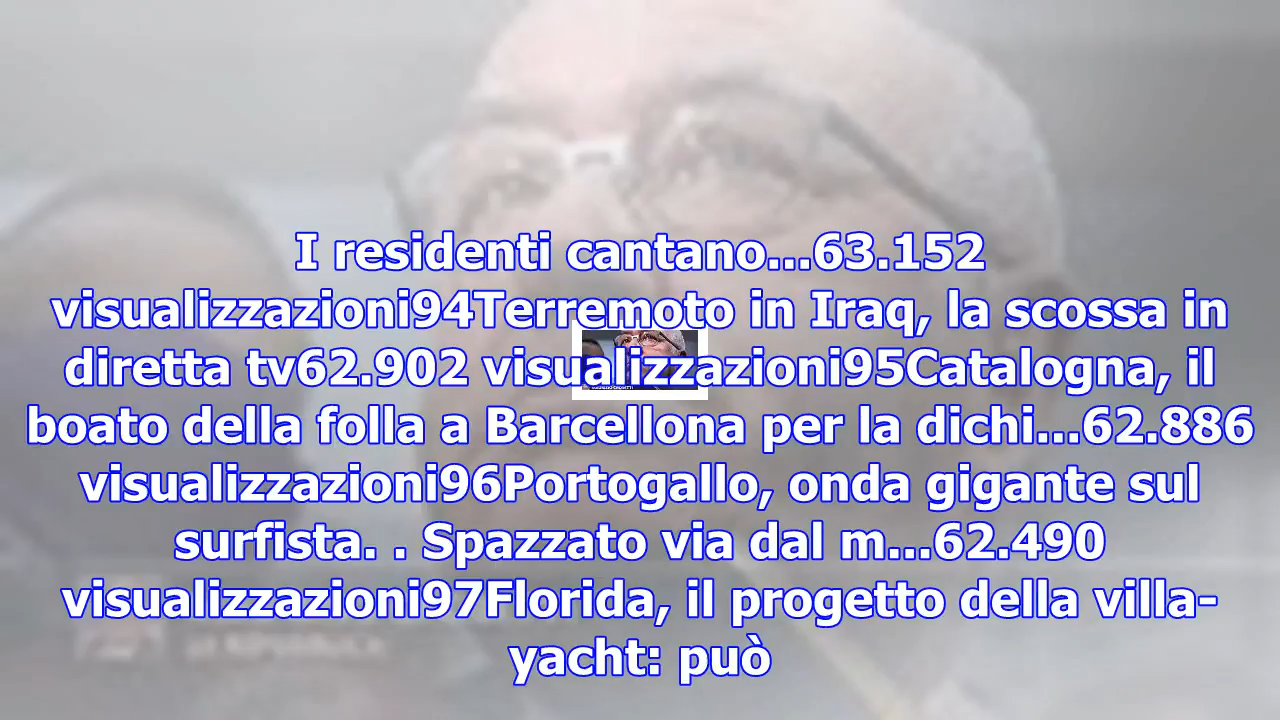 I residenti cantano...63.152
visualizzazioni94Terremoto in Iraq, la scossa in
diretta tv62.902 visualizzazioni95Catalogna, il
boato della folla a Barcellona per la dichi...62.886
visualizzazioni96Portogallo, onda gigante sul
surfista. . Spazzato via dal m...62.490
visualizzazioni97Florida, il progetto della villa-
yacht: può